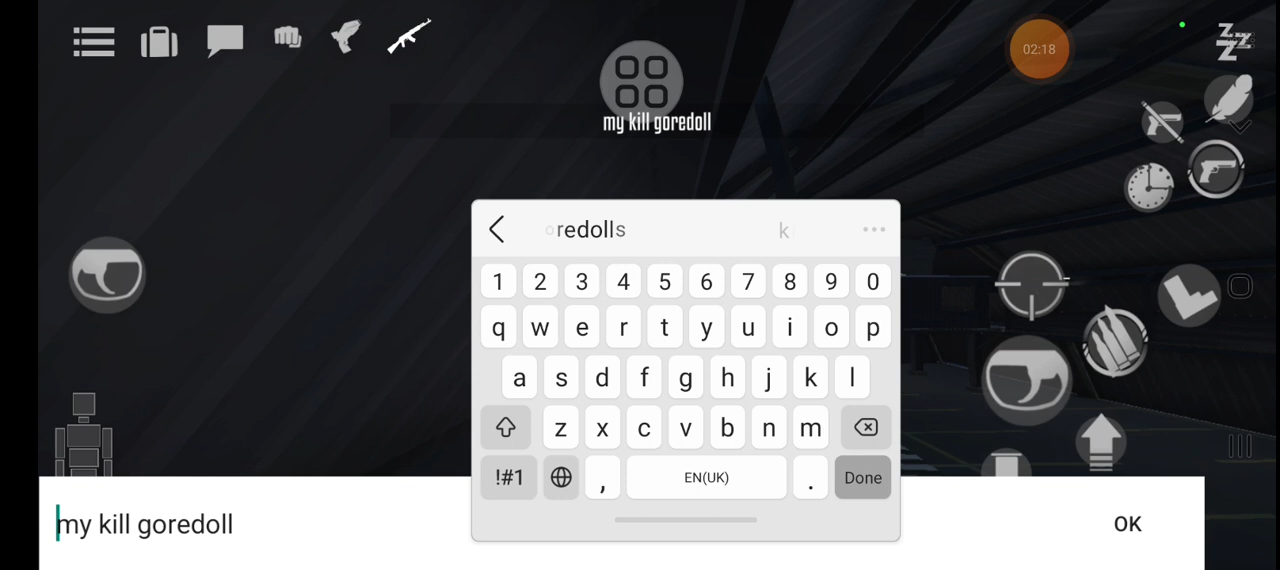 02:18
my kill goredoll
oredolls k
1 2 3 4 5 6 7 8 9 0
q w e r t y u i o p
a s d f g h j k l
z x c v b n m
!#1 , EN(UK) . Done
my kill goredoll OK